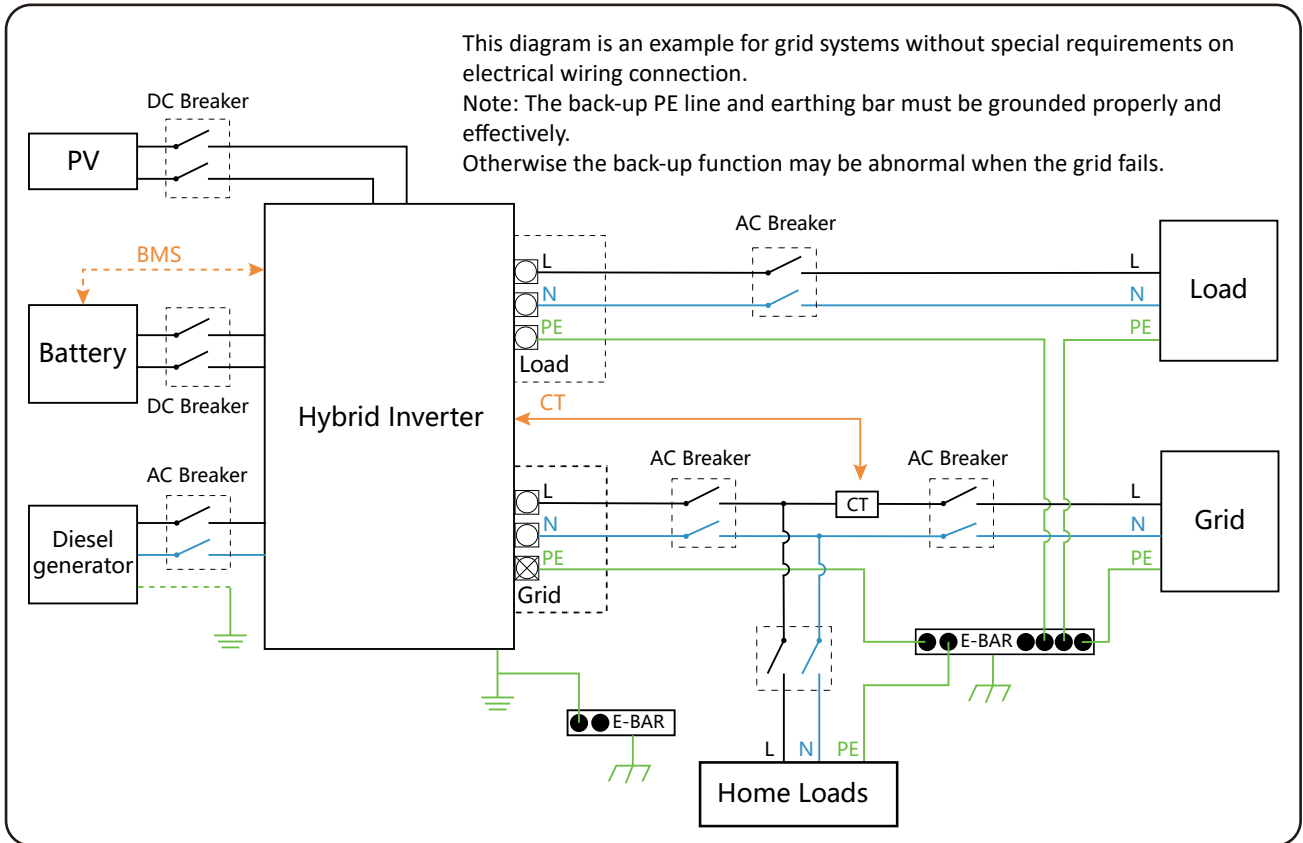 This diagram is an example for grid systems without special requirements on
electrical wiring connection.
Note: The back-up PE line and earthing bar must be grounded properly and
effectively.
Otherwise the back-up function may be abnormal when the grid fails.
DC Breaker
PV
BMS
Battery
DC Breaker
AC Breaker
Diesel
generator
Hybrid Inverter
L
N
PE
Load
AC Breaker
L
N
PE
Load
CT
L
N
PE
Grid
AC Breaker
CT
AC Breaker
L
N
PE
Grid
E-BAR
E-BAR
L N PE
Home Loads